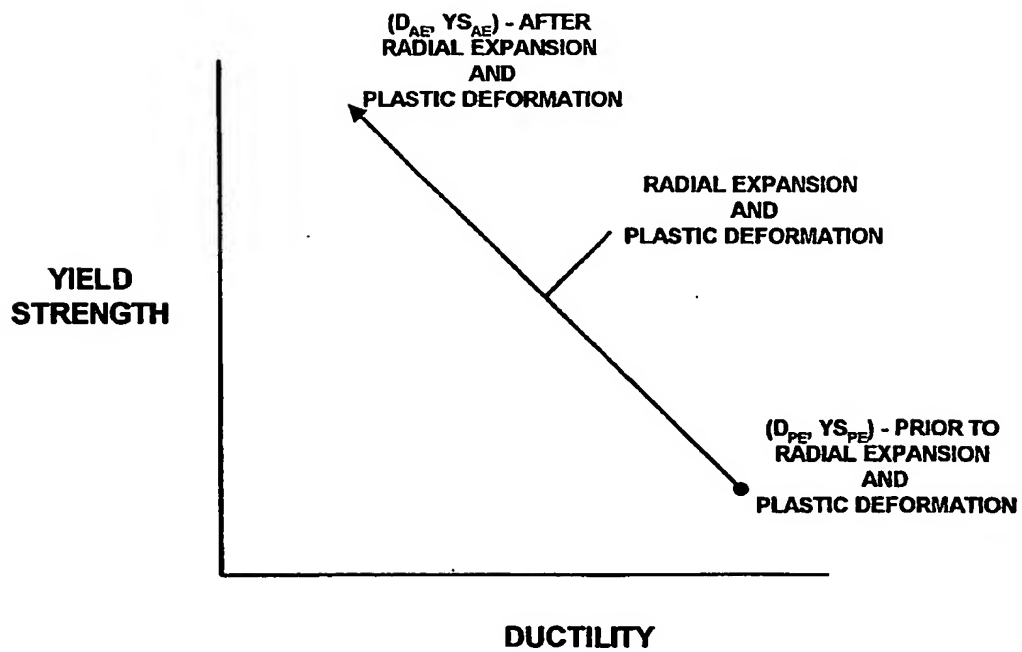 (D_AE, YS_AE) - AFTER
RADIAL EXPANSION
AND
PLASTIC DEFORMATION
RADIAL EXPANSION
AND
PLASTIC DEFORMATION
YIELD
STRENGTH
(D_PE, YS_PE) - PRIOR TO
RADIAL EXPANSION
AND
PLASTIC DEFORMATION
DUCTILITY